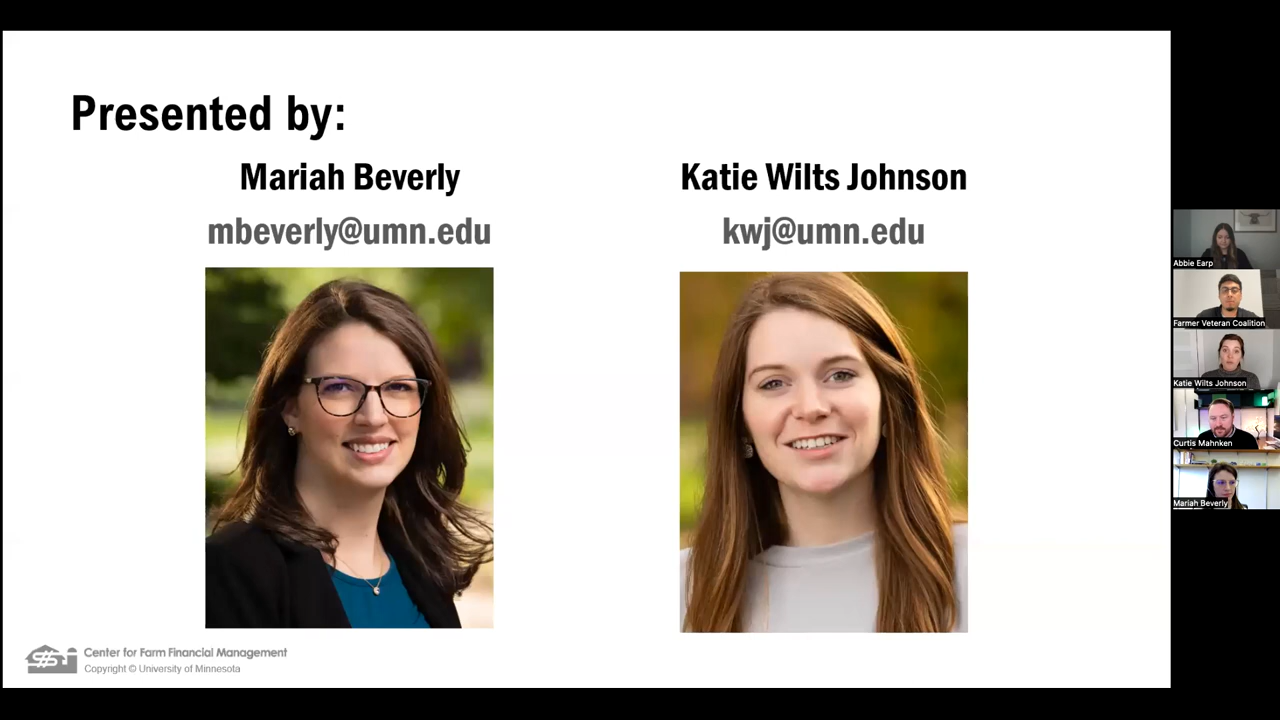 Presented by:
Mariah Beverly
mbeverly@umn.edu
Katie Wilts Johnson
kwj@umn.edu
Center for Farm Financial Management
Copyright © University of Minnesota
Abbie Earp
Farmer Veteran Coalition
Katie Wilts Johnson
Curtis Mahnken
Mariah Beverly